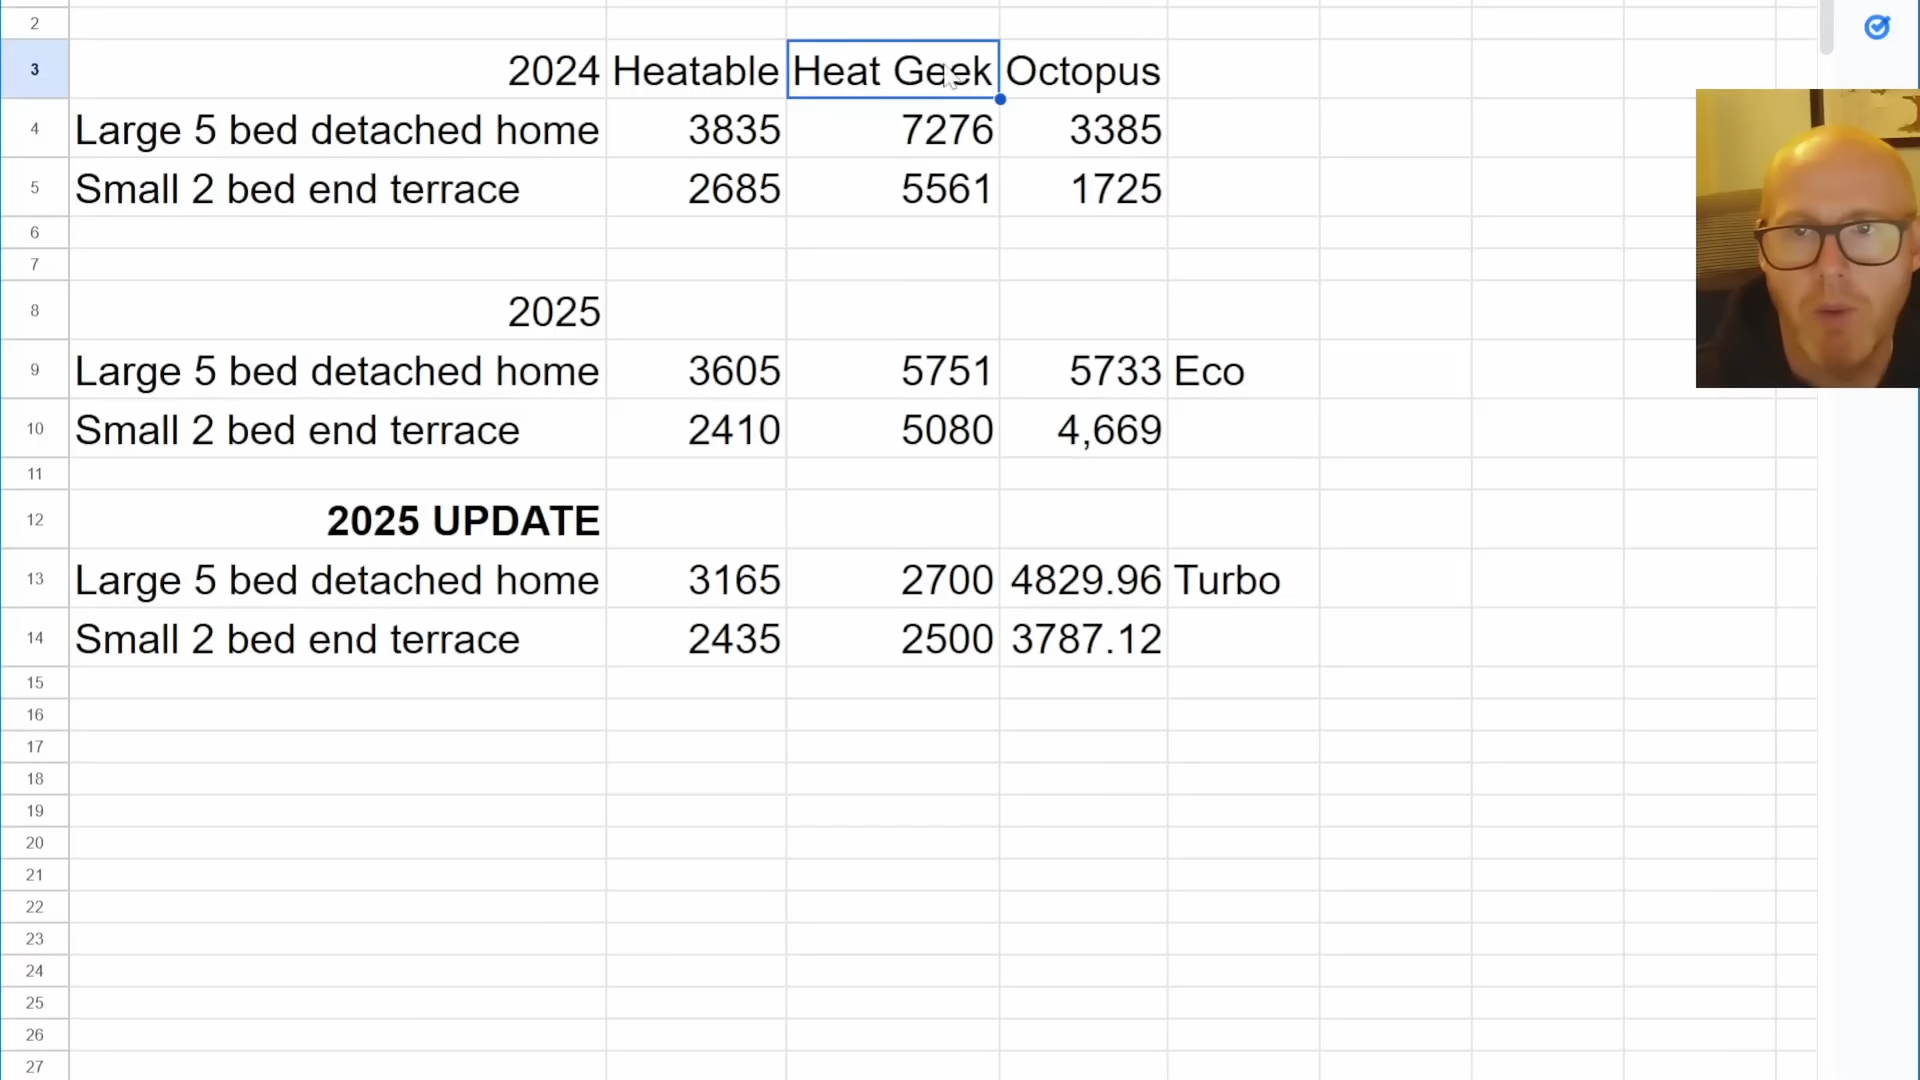 2
3 2024 Heatable Heat Geek Octopus
4 Large 5 bed detached home 3835 7276 3385
5 Small 2 bed end terrace 2685 5561 1725
6
7
8 2025
9 Large 5 bed detached home 3605 5751 5733 Eco
10 Small 2 bed end terrace 2410 5080 4,669
11
12 2025 UPDATE
13 Large 5 bed detached home 3165 2700 4829.96 Turbo
14 Small 2 bed end terrace 2435 2500 3787.12
15
16
17
18
19
20
21
22
23
24
25
26
27